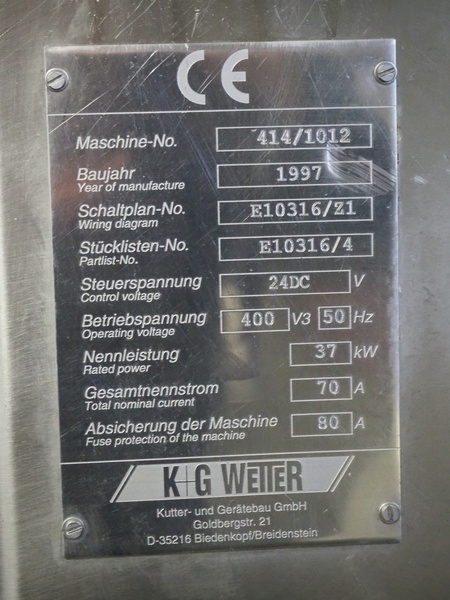 CE
Maschine-No. 414/1012
Baujahr 1997
Year of manufacture
Schaltplan-No. E10316/Z1
Wiring diagram
Stücklisten-No. E10316/4
Partlist-No.
Steuerspannung 24DC V
Control voltage
Betriebspannung 400 V3 50 Hz
Operating voltage
Nennleistung 37 kW
Rated power
Gesamtnennstrom 70 A
Total nominal current
Absicherung der Maschine 80 A
Fuse protection of the machine
K+G WETTER
Kutter- und Gerätebau GmbH
Goldbergstr. 21
D-35216 Biedenkopf/Breidenstein